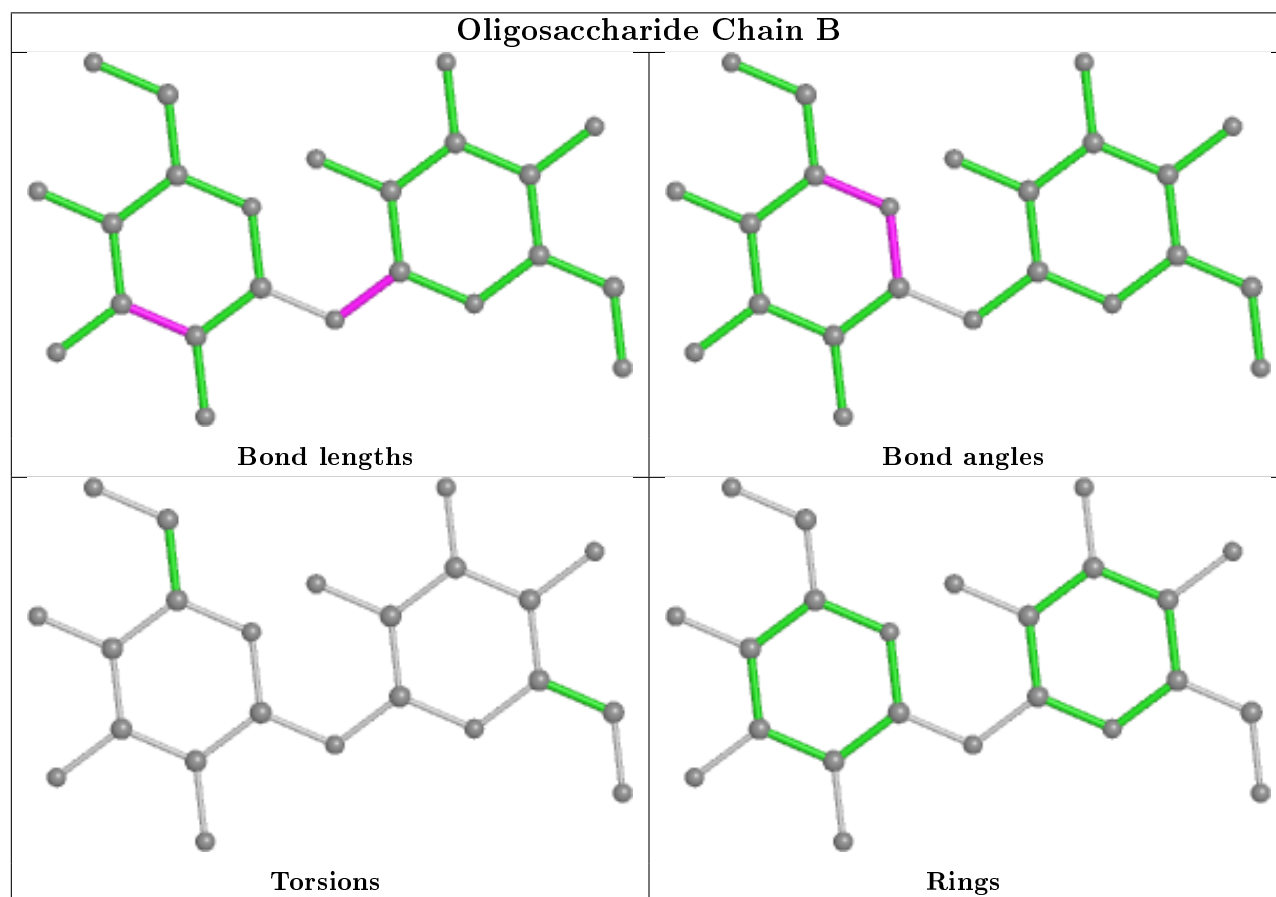 Oligosaccharide Chain B
Bond lengths
Bond angles
Torsions
Rings